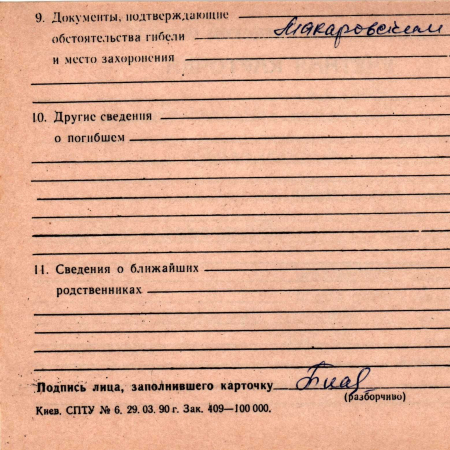 9. Документы, подтверждающие Макаровским
обстоятельства гибели
и место захоронения
10. Другие сведения
о погибшем
11. Сведения о ближайших
родственниках
Подпись лица, заполнившего карточку
(разборчиво)
Киев. СПТУ № 6. 29. 03. 90 г. Зак. 409—100 000.